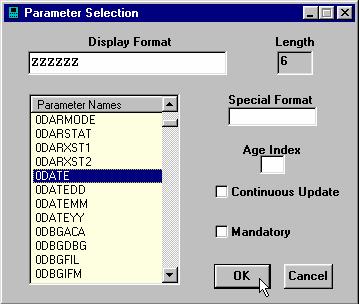 Parameter Selection
Display Format
Length
ZZZZZZ
6
Parameter Names
0DARMODE
0DARSTAT
0DARXST1
0DARXST2
0DATE
0DATEDD
0DATEMM
0DATEYY
0DBGACA
0DBGDBG
0DBGFIL
0DBGIFM
Special Format
Age Index
Continuous Update
Mandatory
OK
Cancel